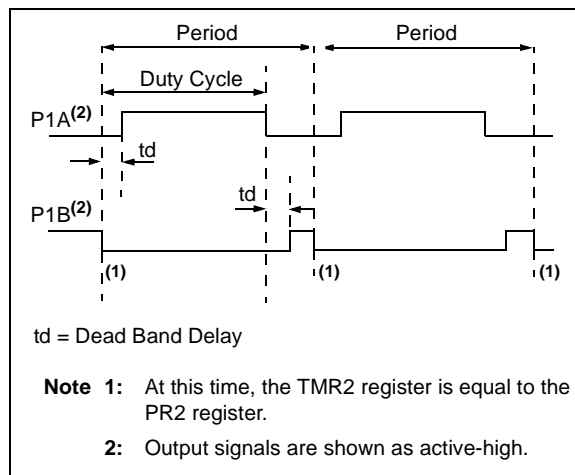 Period Period
Duty Cycle
P1A(2)
td
td
P1B(2)
(1) (1) (1)
td = Dead Band Delay
Note 1: At this time, the TMR2 register is equal to the
PR2 register.
2: Output signals are shown as active-high.